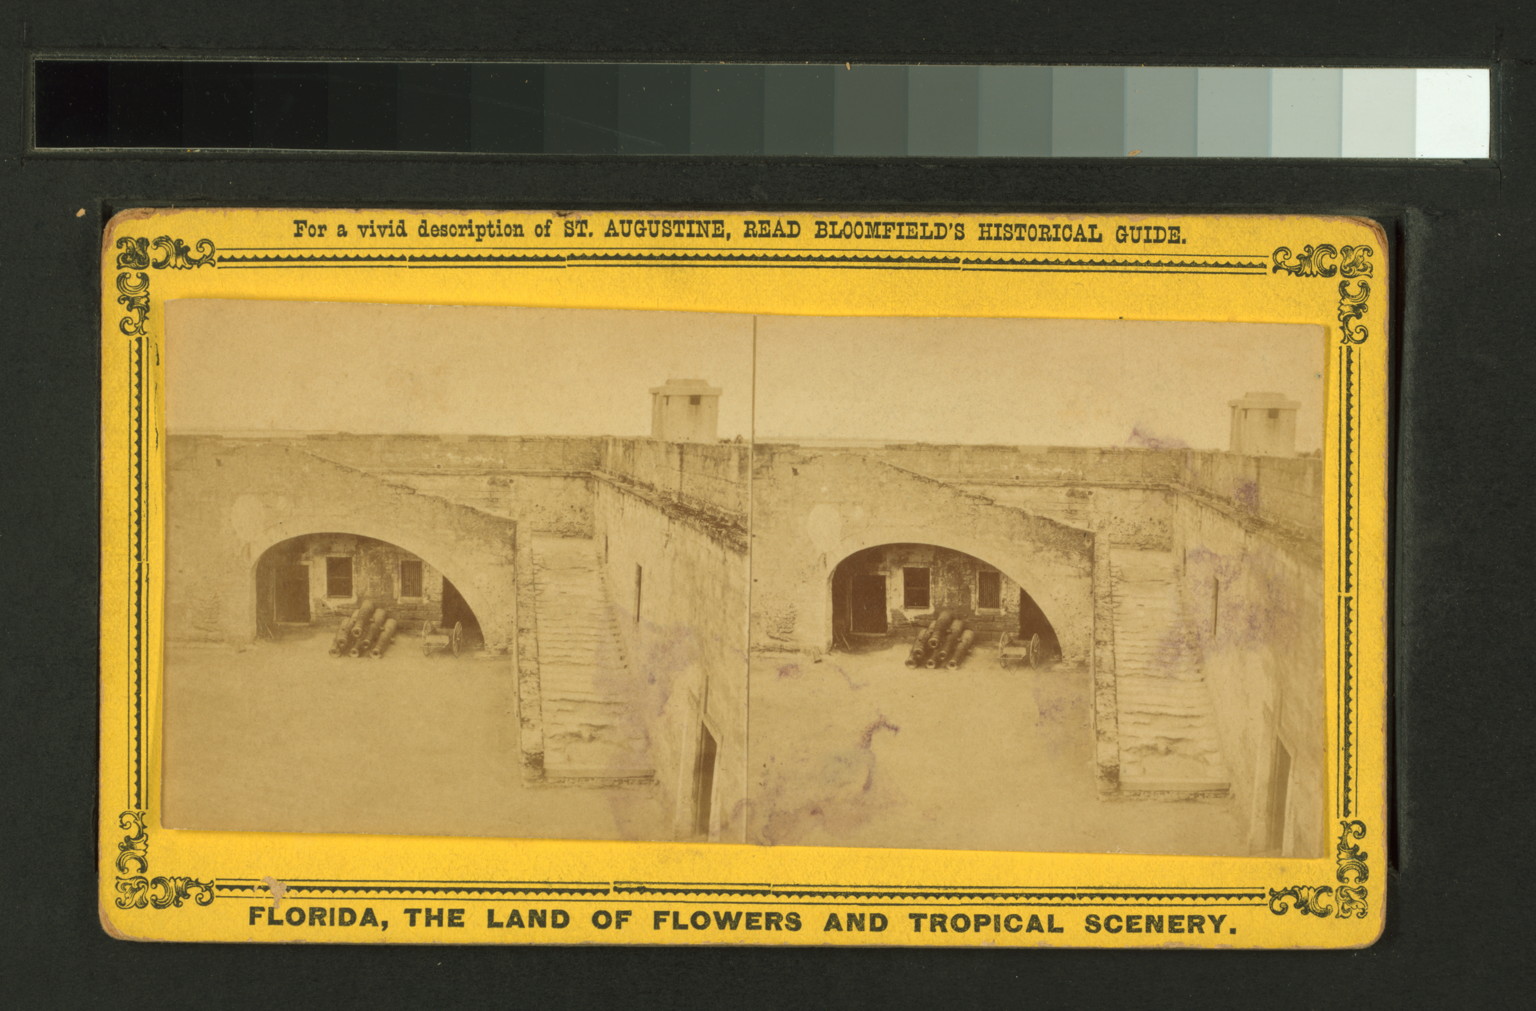 For a vivid description of ST. AUGUSTINE, READ BLOOMFIELD'S HISTORICAL GUIDE.
FLORIDA, THE LAND OF FLOWERS AND TROPICAL SCENERY.